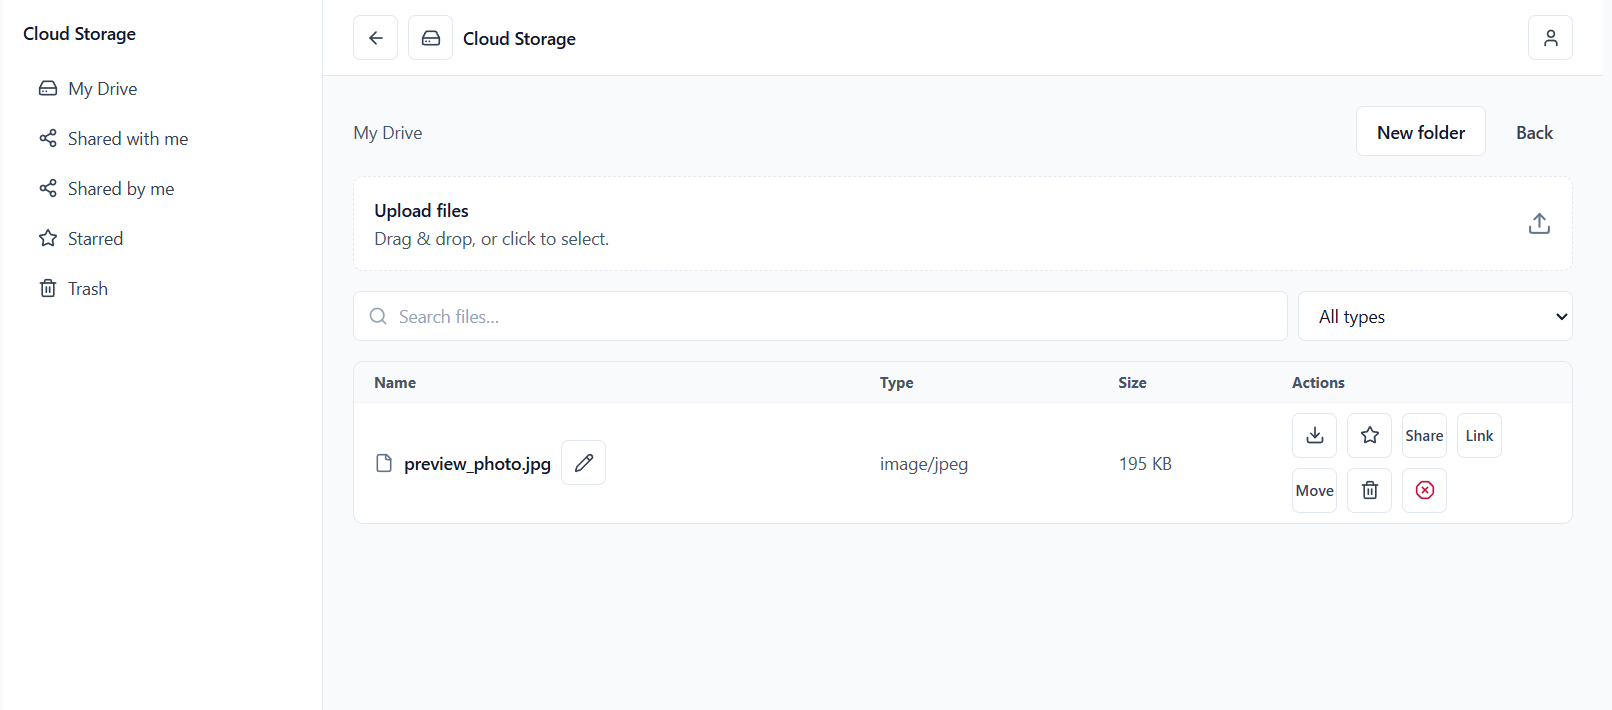 Cloud Storage
My Drive
Shared with me
Shared by me
Starred
Trash
Cloud Storage
My Drive
New folder
Back
Upload files
Drag & drop, or click to select.
Search files...
All types
Name Type Size Actions
preview_photo.jpg image/jpeg 195 KB
Share Link
Move